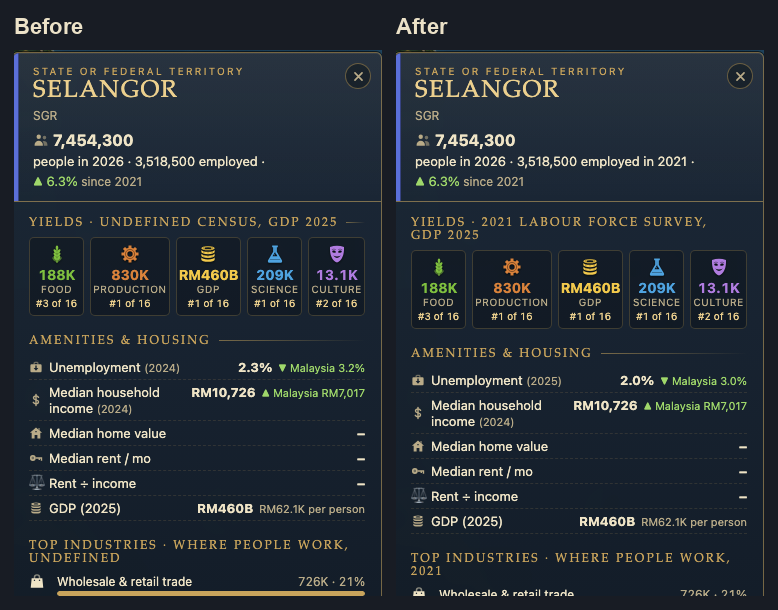 Before
STATE OR FEDERAL TERRITORY
SELANGOR
SGR
7,454,300
people in 2026 · 3,518,500 employed ·
▲ 6.3% since 2021
YIELDS · UNDEFINED CENSUS, GDP 2025
188K 830K RM460B 209K 13.1K
FOOD PRODUCTION GDP SCIENCE CULTURE
#3 of 16 #1 of 16 #1 of 16 #1 of 16 #2 of 16
AMENITIES & HOUSING
Unemployment (2024) 2.3% ▼ Malaysia 3.2%
Median household RM10,726 ▲ Malaysia RM7,017
income (2024)
Median home value –
Median rent / mo –
Rent ÷ income –
GDP (2025) RM460B RM62.1K per person
TOP INDUSTRIES · WHERE PEOPLE WORK,
UNDEFINED
Wholesale & retail trade 726K · 21%
After
STATE OR FEDERAL TERRITORY
SELANGOR
SGR
7,454,300
people in 2026 · 3,518,500 employed in 2021 ·
▲ 6.3% since 2021
YIELDS · 2021 LABOUR FORCE SURVEY,
GDP 2025
188K 830K RM460B 209K 13.1K
FOOD PRODUCTION GDP SCIENCE CULTURE
#3 of 16 #1 of 16 #1 of 16 #1 of 16 #2 of 16
AMENITIES & HOUSING
Unemployment (2025) 2.0% ▼ Malaysia 3.0%
Median household RM10,726 ▲ Malaysia RM7,017
income (2024)
Median home value –
Median rent / mo –
Rent ÷ income –
GDP (2025) RM460B RM62.1K per person
TOP INDUSTRIES · WHERE PEOPLE WORK,
2021
Wholesale & retail trade 726K · 21%